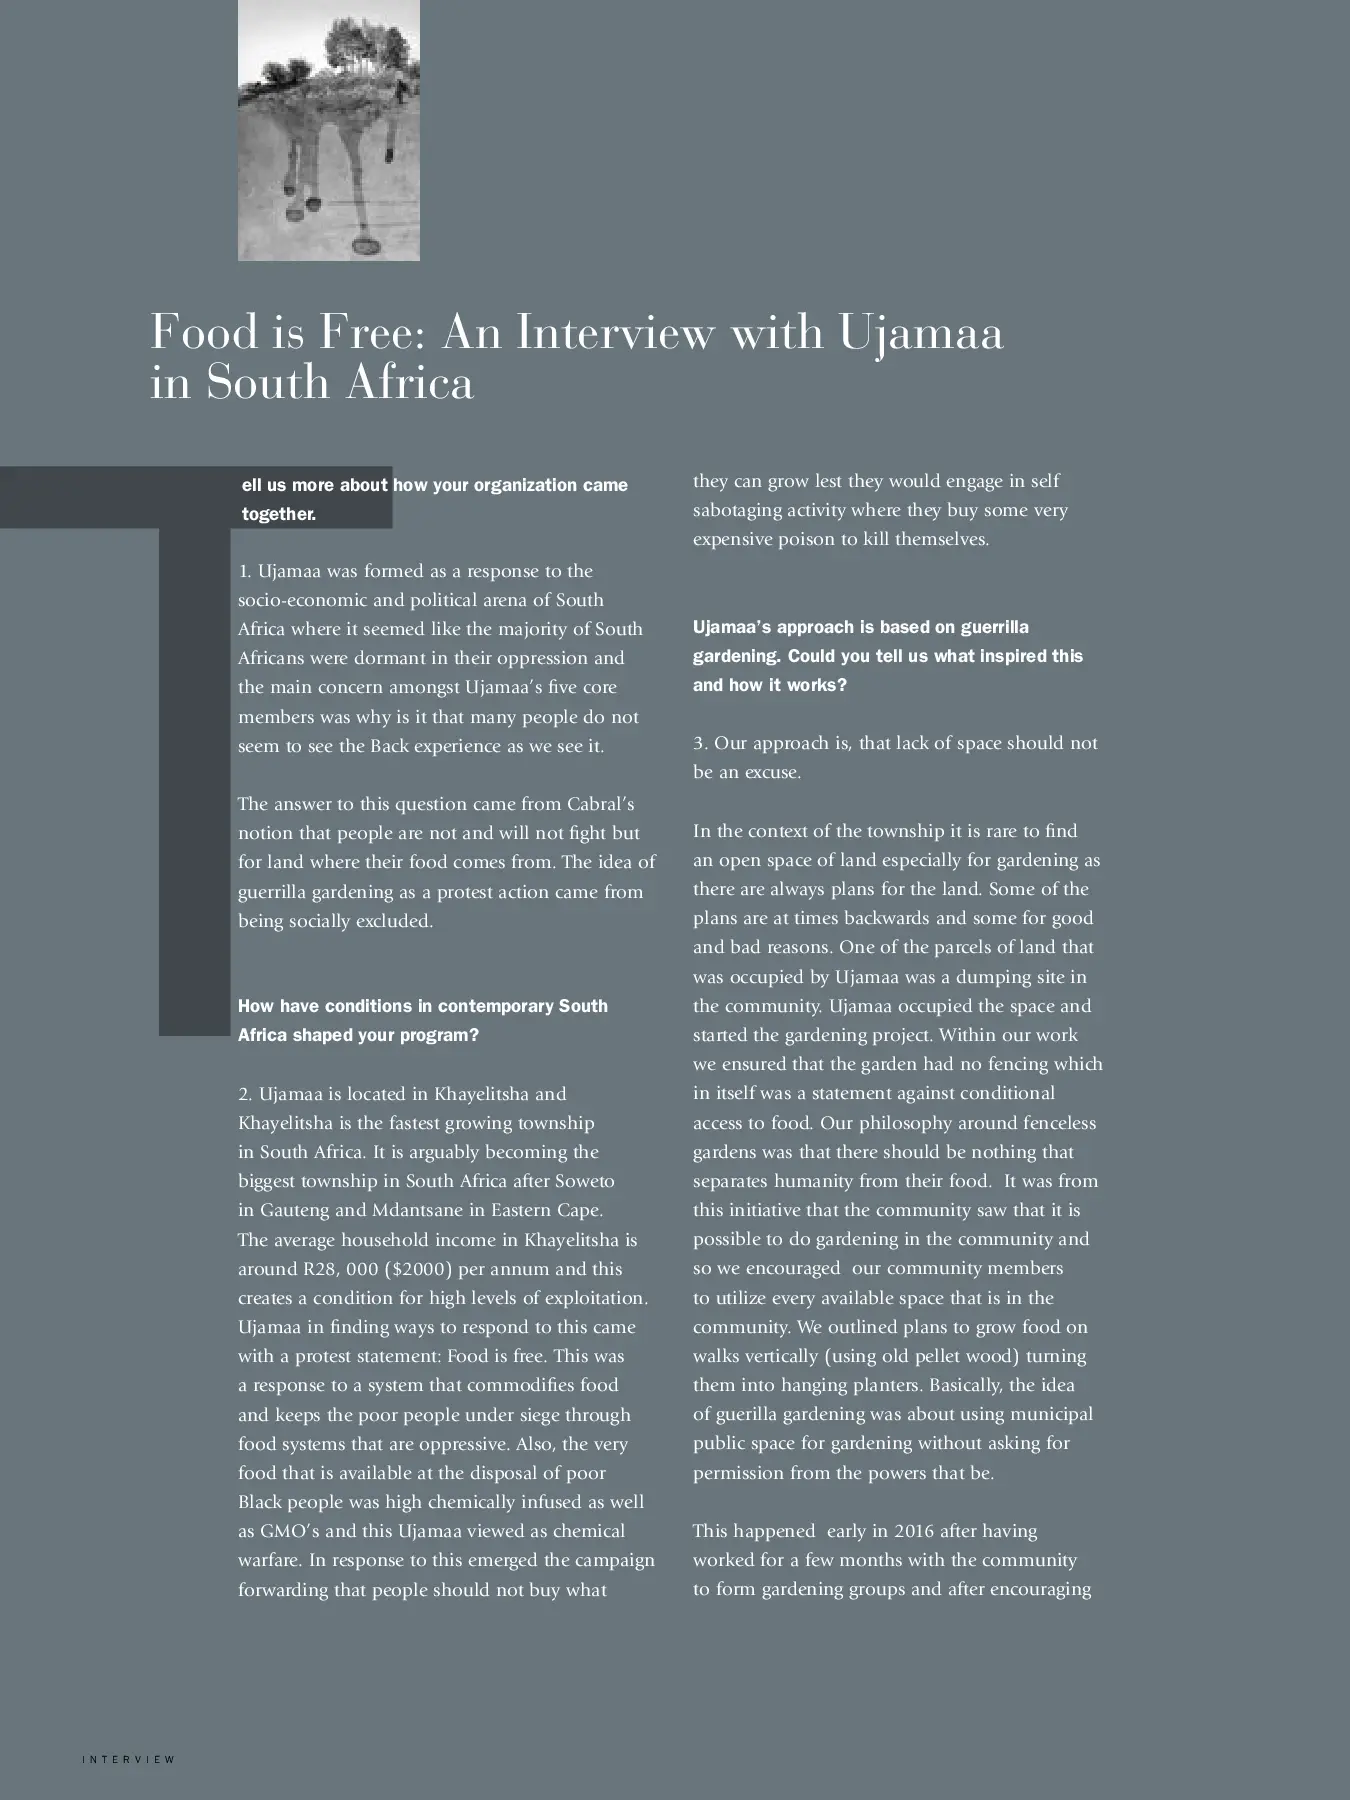 Food is Free: An Interview with Ujamaa
in South Africa
Tell us more about how your organization came
together.
1. Ujamaa was formed as a response to the
socio-economic and political arena of South
Africa where it seemed like the majority of South
Africans were dormant in their oppression and
the main concern amongst Ujamaa’s five core
members was why is it that many people do not
seem to see the Back experience as we see it.
The answer to this question came from Cabral’s
notion that people are not and will not fight but
for land where their food comes from. The idea of
guerrilla gardening as a protest action came from
being socially excluded.
How have conditions in contemporary South
Africa shaped your program?
2. Ujamaa is located in Khayelitsha and
Khayelitsha is the fastest growing township
in South Africa. It is arguably becoming the
biggest township in South Africa after Soweto
in Gauteng and Mdantsane in Eastern Cape.
The average household income in Khayelitsha is
around R28, 000 ($2000) per annum and this
creates a condition for high levels of exploitation.
Ujamaa in finding ways to respond to this came
with a protest statement: Food is free. This was
a response to a system that commodifies food
and keeps the poor people under siege through
food systems that are oppressive. Also, the very
food that is available at the disposal of poor
Black people was high chemically infused as well
as GMO’s and this Ujamaa viewed as chemical
warfare. In response to this emerged the campaign
forwarding that people should not buy what
they can grow lest they would engage in self
sabotaging activity where they buy some very
expensive poison to kill themselves.
Ujamaa’s approach is based on guerrilla
gardening. Could you tell us what inspired this
and how it works?
3. Our approach is, that lack of space should not
be an excuse.
In the context of the township it is rare to find
an open space of land especially for gardening as
there are always plans for the land. Some of the
plans are at times backwards and some for good
and bad reasons. One of the parcels of land that
was occupied by Ujamaa was a dumping site in
the community. Ujamaa occupied the space and
started the gardening project. Within our work
we ensured that the garden had no fencing which
in itself was a statement against conditional
access to food. Our philosophy around fenceless
gardens was that there should be nothing that
separates humanity from their food.  It was from
this initiative that the community saw that it is
possible to do gardening in the community and
so we encouraged  our community members
to utilize every available space that is in the
community. We outlined plans to grow food on
walks vertically (using old pellet wood) turning
them into hanging planters. Basically, the idea
of guerilla gardening was about using municipal
public space for gardening without asking for
permission from the powers that be.
This happened  early in 2016 after having
worked for a few months with the community
to form gardening groups and after encouraging
INTERVIEW